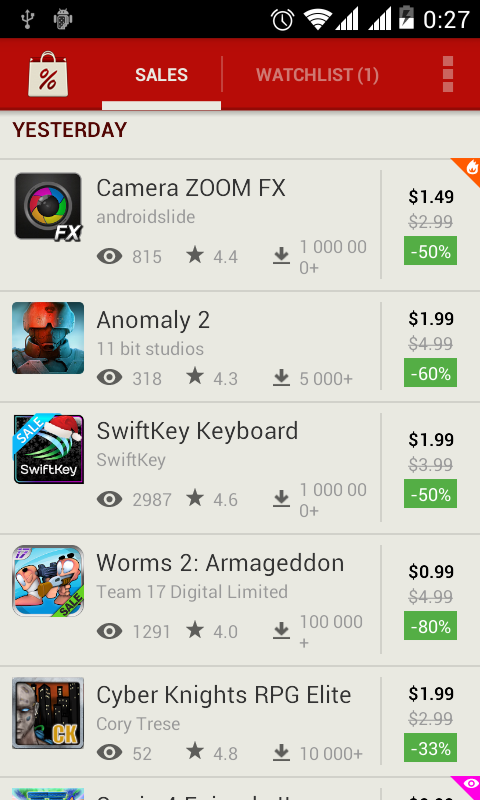 0:27
%
SALES
WATCHLIST (1)
YESTERDAY
FX
Camera ZOOM FX
androidslide
815
4.4
1 000 00
0+
$1.49
$2.99
-50%
Anomaly 2
11 bit studios
318
4.3
5 000+
$1.99
$4.99
-60%
SALE
SwiftKey
SwiftKey Keyboard
SwiftKey
2987
4.6
1 000 00
0+
$1.99
$3.99
-50%
SALE
Worms 2: Armageddon
Team 17 Digital Limited
1291
4.0
100 000
+
$0.99
$4.99
-80%
CK
Cyber Knights RPG Elite
Cory Trese
52
4.8
10 000+
$1.99
$2.99
-33%